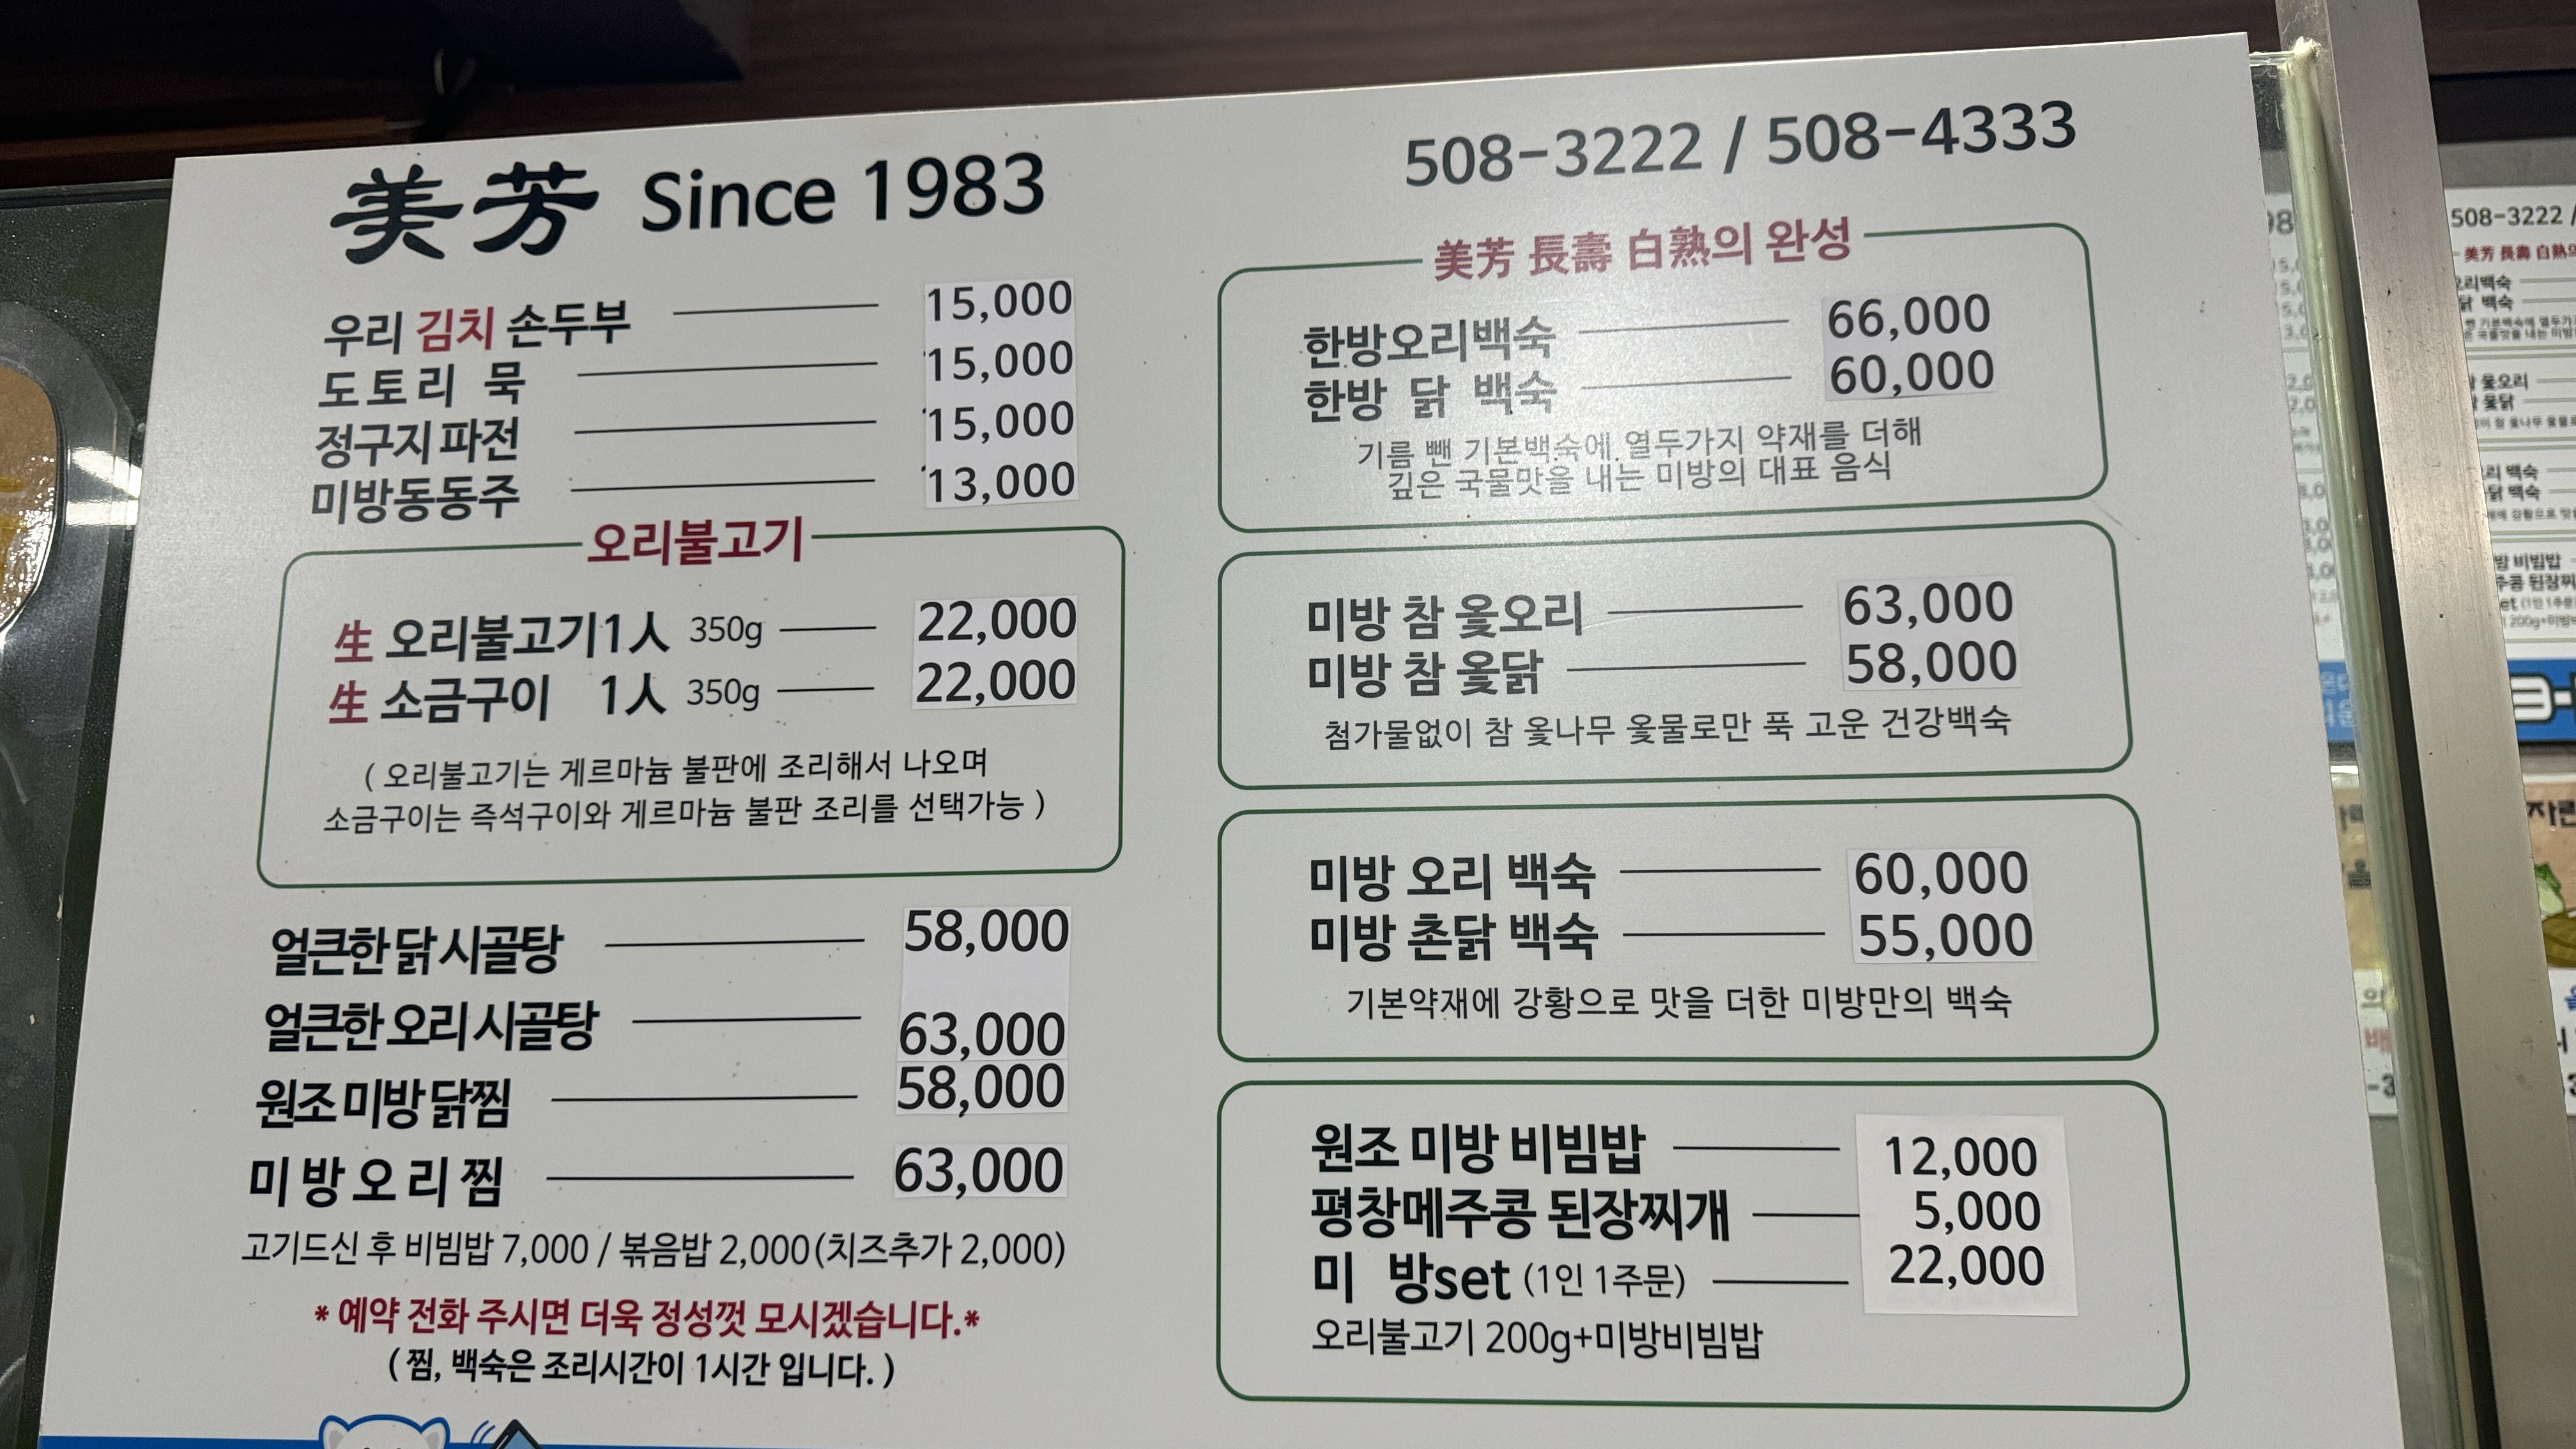 美芳 Since 1983
우리 김치 손두부 15,000
도토리 묵 15,000
정구지 파전 15,000
미방동동주 13,000
오리불고기
生 오리불고기1人 350g 22,000
生 소금구이 1人 350g 22,000
( 오리불고기는 게르마늄 불판에 조리해서 나오며
소금구이는 즉석구이와 게르마늄 불판 조리를 선택가능 )
얼큰한 닭 시골탕 58,000
얼큰한 오리 시골탕 63,000
원조 미방 닭찜 58,000
미방오리찜 63,000
고기드신 후 비빔밥 7,000 / 볶음밥 2,000(치즈추가 2,000)
* 예약 전화 주시면 더욱 정성껏 모시겠습니다.*
( 찜, 백숙은 조리시간이 1시간 입니다. )
508-3222 / 508-4333
美芳 長壽 白熟의 완성
한방오리백숙 66,000
한방 닭 백숙 60,000
기름 뺀 기본백숙에 열두가지 약재를 더해
깊은 국물맛을 내는 미방의 대표 음식
미방 참 옻오리 63,000
미방 참 옻닭 58,000
첨가물없이 참 옻나무 옻물로만 푹 고운 건강백숙
미방 오리 백숙 60,000
미방 촌닭 백숙 55,000
기본약재에 강황으로 맛을 더한 미방만의 백숙
원조 미방 비빔밥 12,000
평창메주콩 된장찌개 5,000
미 방set (1인 1주문) 22,000
오리불고기 200g+미방비빔밥
508-3222 /
美芳 長壽 白熟의